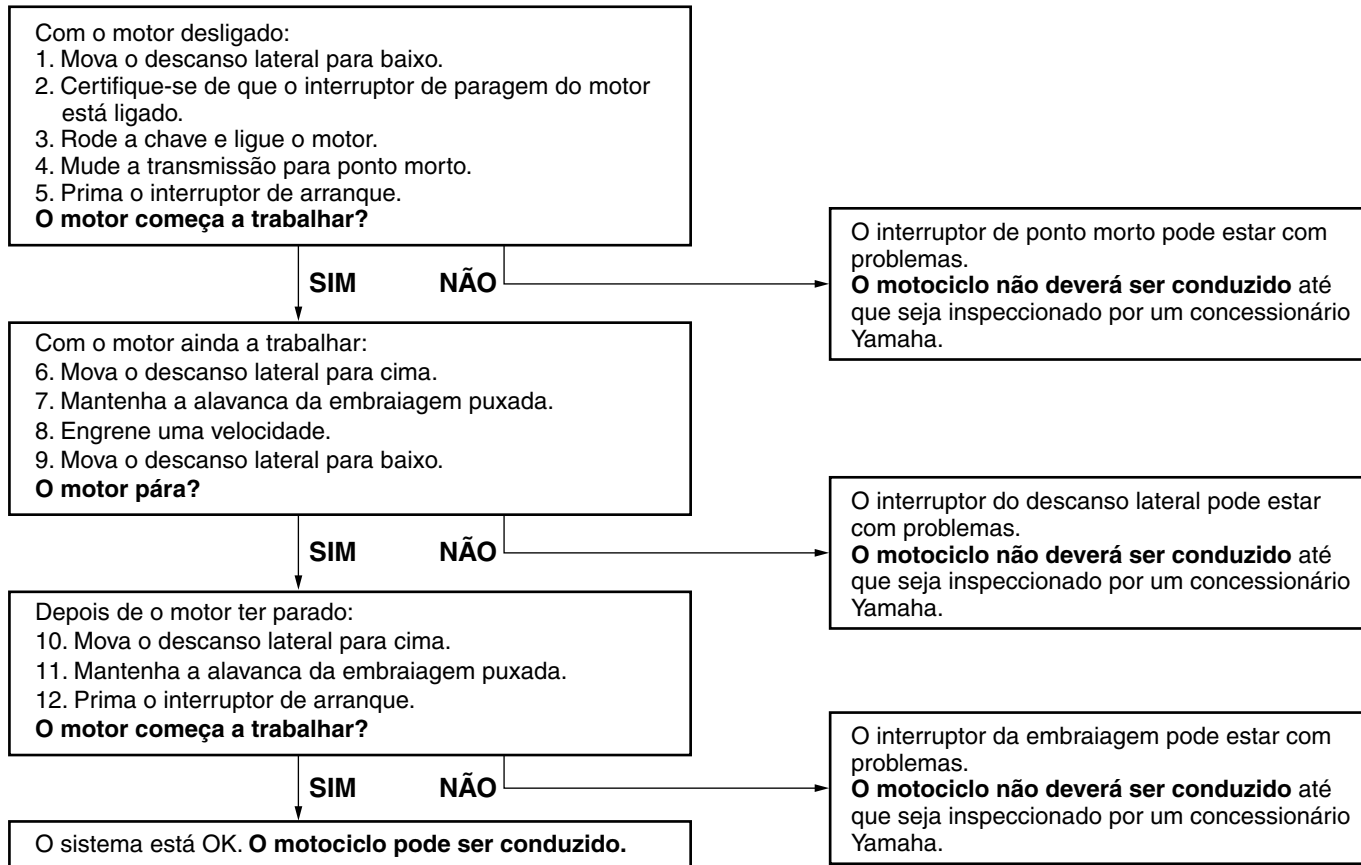 Com o motor desligado:
1. Mova o descanso lateral para baixo.
2. Certifique-se de que o interruptor de paragem do motor
está ligado.
3. Rode a chave e ligue o motor.
4. Mude a transmissão para ponto morto.
5. Prima o interruptor de arranque.
O motor começa a trabalhar?
SIM NÃO
O interruptor de ponto morto pode estar com
problemas.
O motociclo não deverá ser conduzido até
que seja inspeccionado por um concessionário
Yamaha.
Com o motor ainda a trabalhar:
6. Mova o descanso lateral para cima.
7. Mantenha a alavanca da embraiagem puxada.
8. Engrene uma velocidade.
9. Mova o descanso lateral para baixo.
O motor pára?
SIM NÃO
O interruptor do descanso lateral pode estar
com problemas.
O motociclo não deverá ser conduzido até
que seja inspeccionado por um concessionário
Yamaha.
Depois de o motor ter parado:
10. Mova o descanso lateral para cima.
11. Mantenha a alavanca da embraiagem puxada.
12. Prima o interruptor de arranque.
O motor começa a trabalhar?
SIM NÃO
O interruptor da embraiagem pode estar com
problemas.
O motociclo não deverá ser conduzido até
que seja inspeccionado por um concessionário
Yamaha.
O sistema está OK. O motociclo pode ser conduzido.